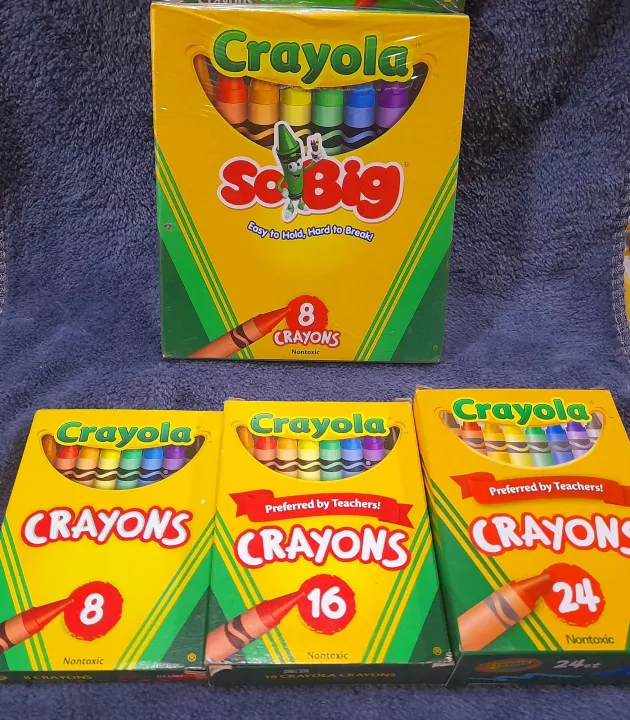 Crayola
So Big
Easy to Hold, Hard to Break!
8
CRAYONS
Nontoxic
Crayola
CRAYONS
8
Nontoxic
8 CRAYONS
Crayola
Preferred by Teachers!
CRAYONS
16
Nontoxic
16 CRAYOLA CRAYONS
Crayola
Preferred by Teachers!
CRAYONS
24
Nontoxic
Crayola
24ct